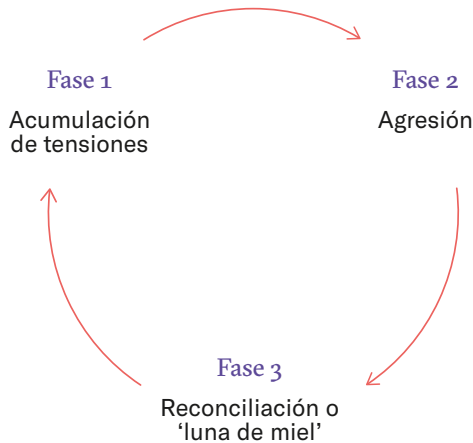 Fase 1
Acumulación
de tensiones
Fase 2
Agresión
Fase 3
Reconciliación o
‘luna de miel’